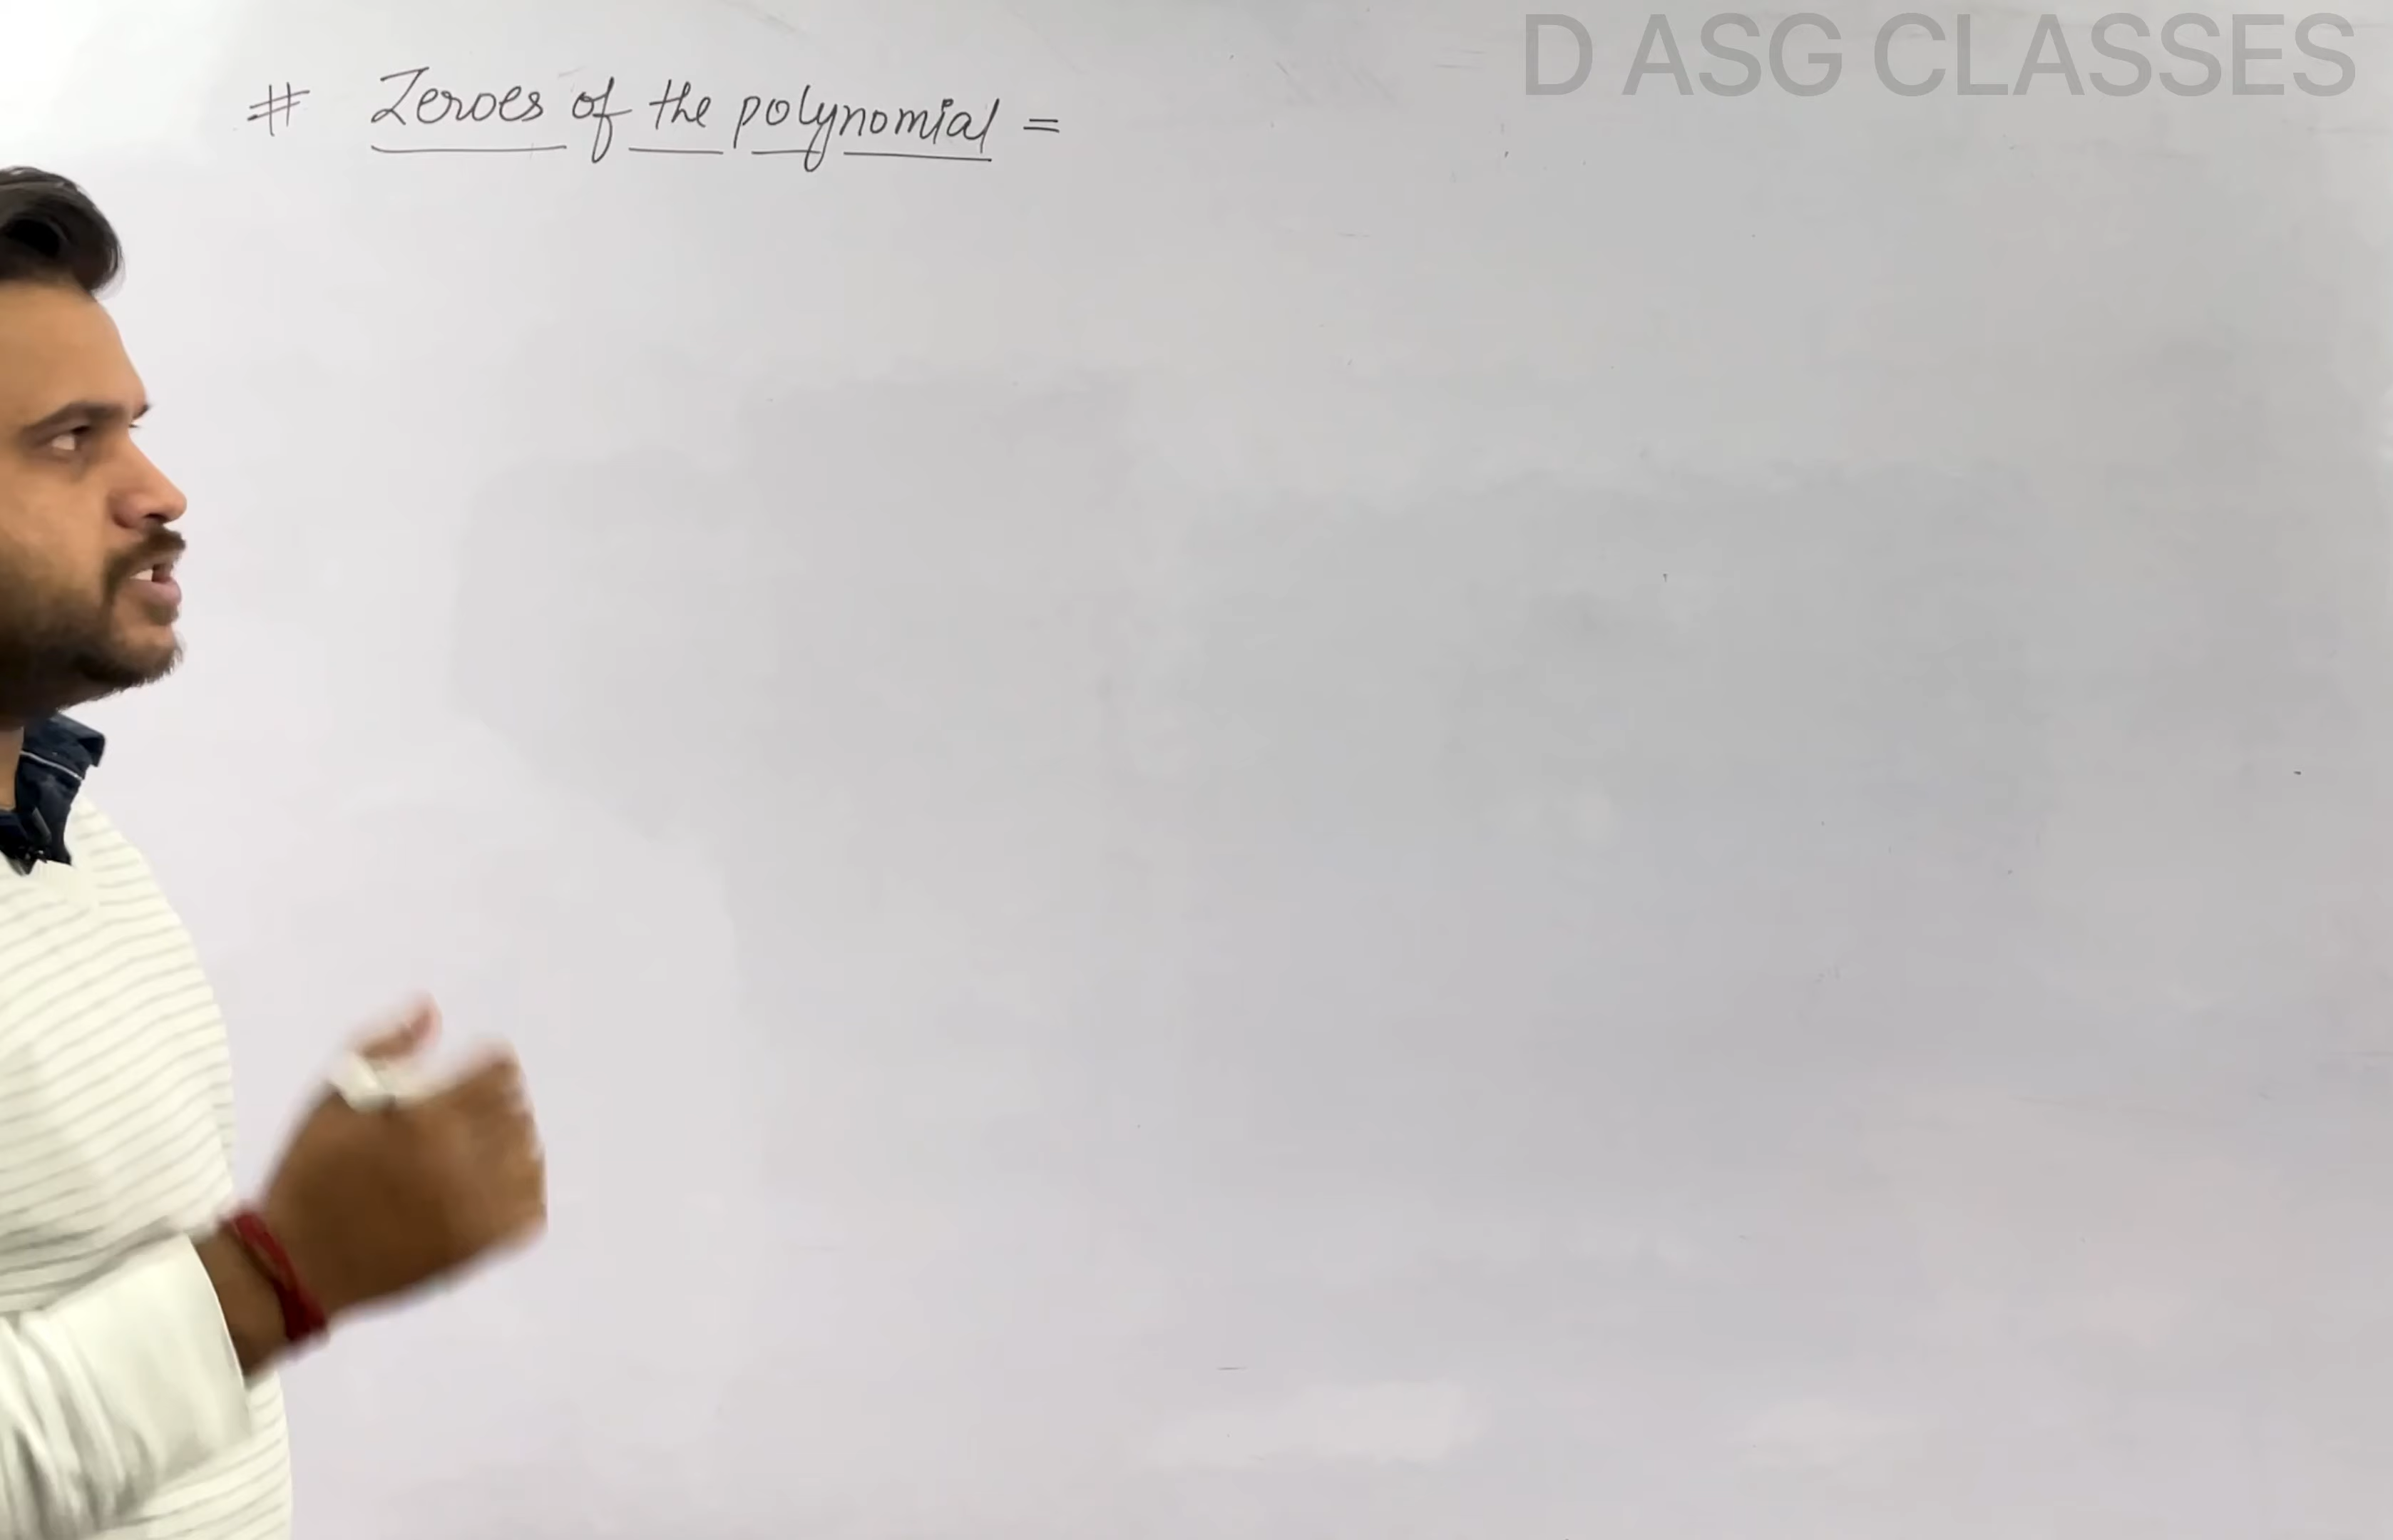 D ASG CLASSES
# Zeroes of the polynomial =